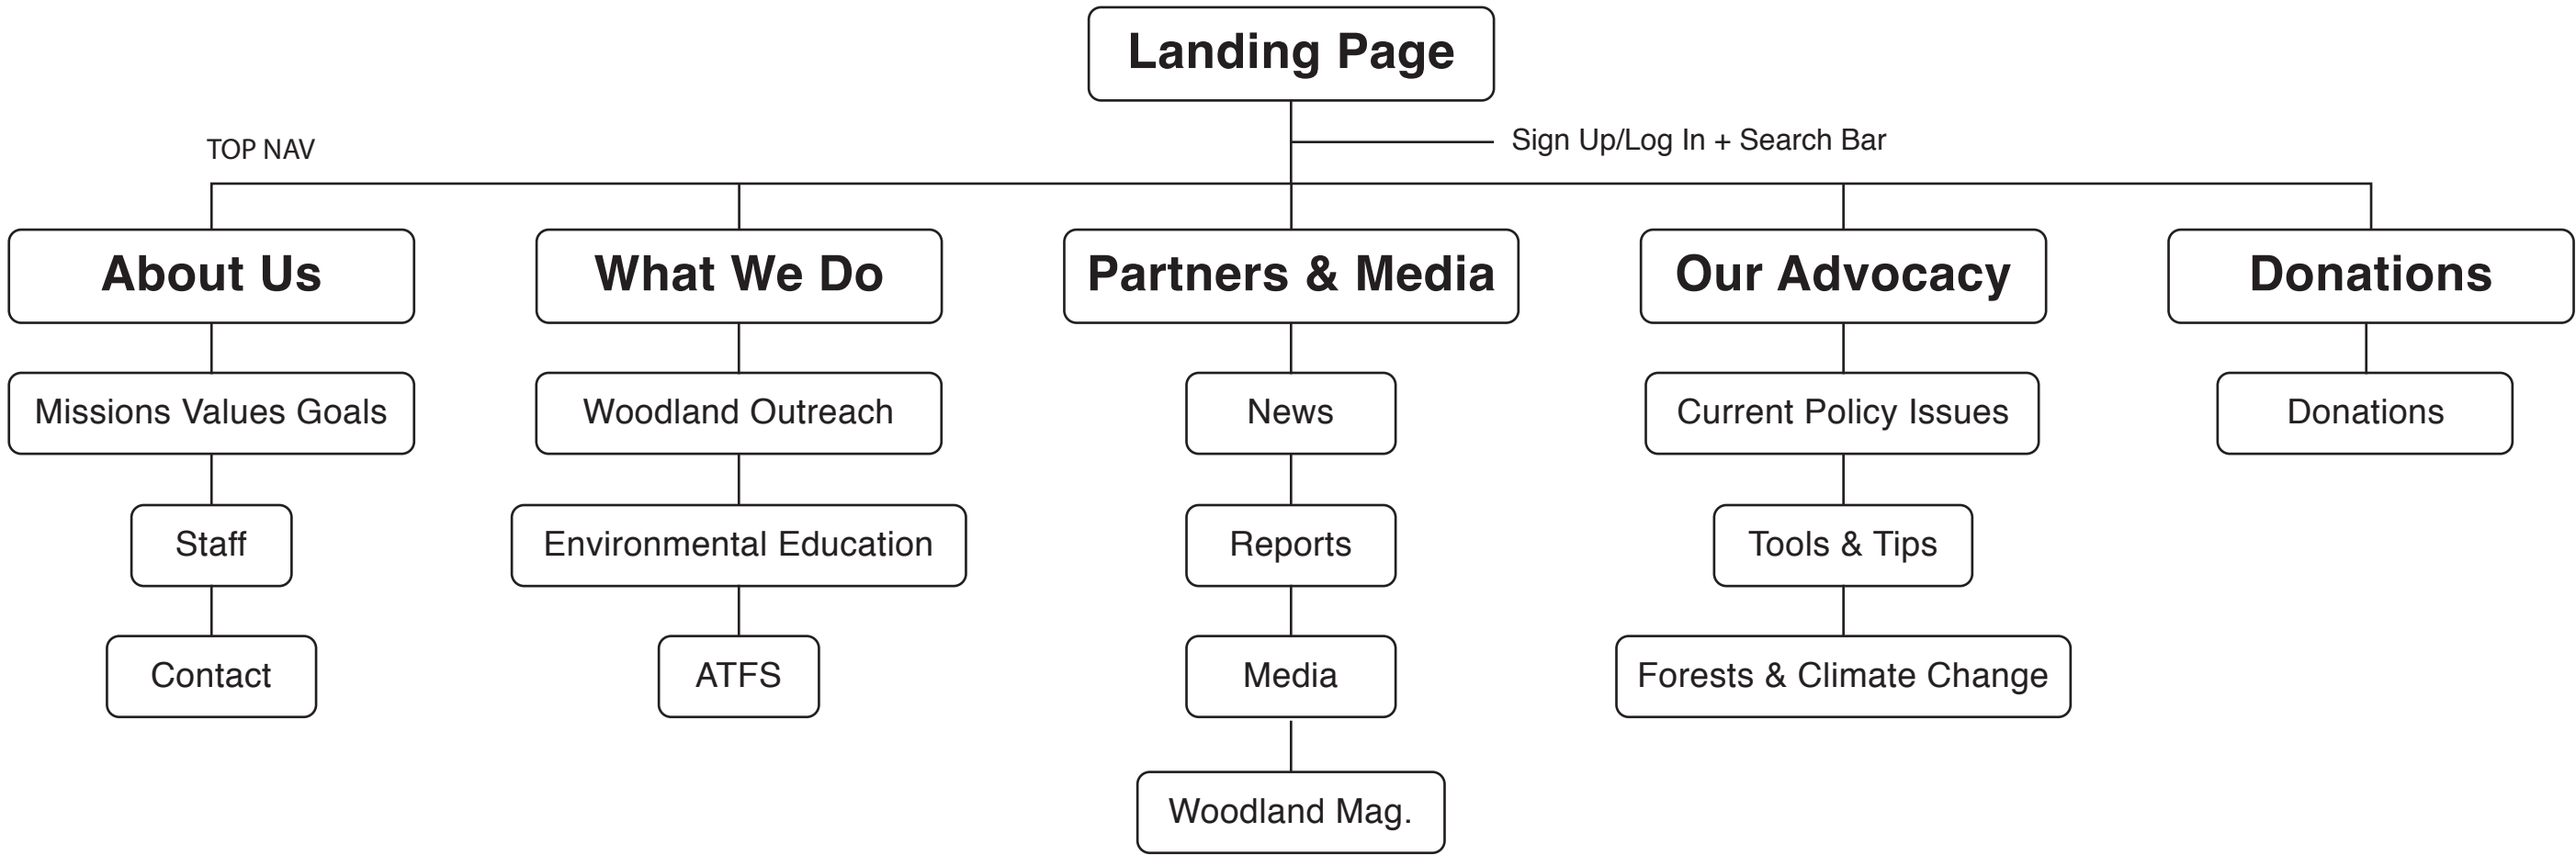 Landing Page
TOP NAV
Sign Up/Log In + Search Bar
About Us
What We Do
Partners & Media
Our Advocacy
Donations
Missions Values Goals
Woodland Outreach
News
Current Policy Issues
Donations
Staff
Environmental Education
Reports
Tools & Tips
Contact
ATFS
Media
Forests & Climate Change
Woodland Mag.